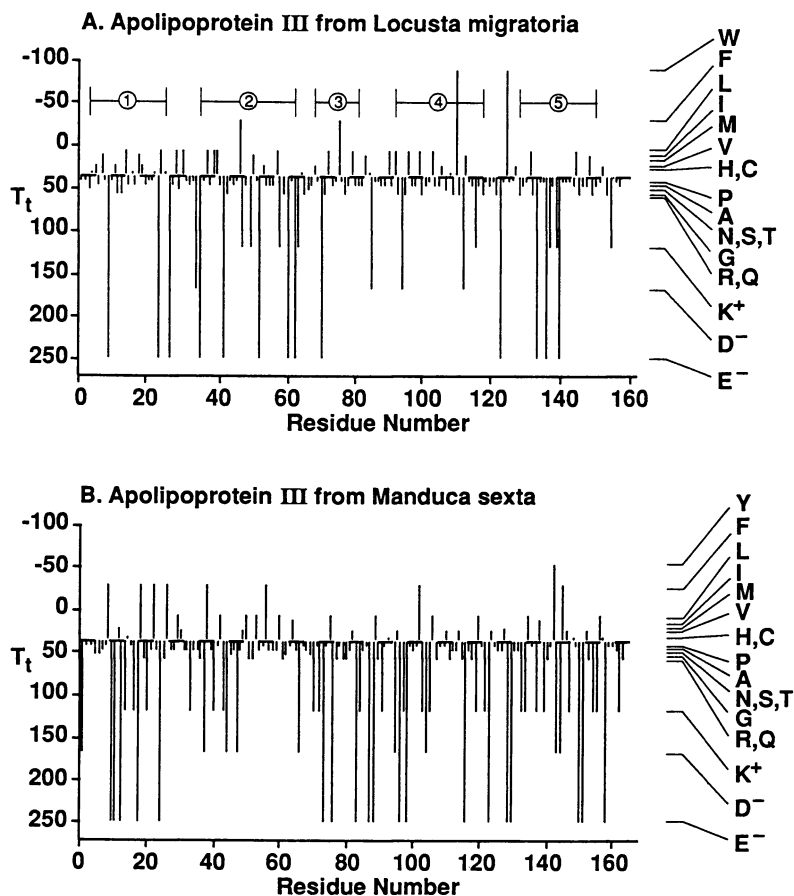 A. Apolipoprotein III from Locusta migratoria
-100
-50
0
50
100
150
200
250
Tt
1
2
3
4
5
0 20 40 60 80 100 120 140 160
Residue Number
W
F
L
I
M
V
H,C
P
A
N,S,T
G
R,Q
K+
D−
E−
B. Apolipoprotein III from Manduca sexta
-100
-50
0
50
100
150
200
250
Tt
0 20 40 60 80 100 120 140 160
Residue Number
Y
F
L
I
M
V
H,C
P
A
N,S,T
G
R,Q
K+
D−
E−